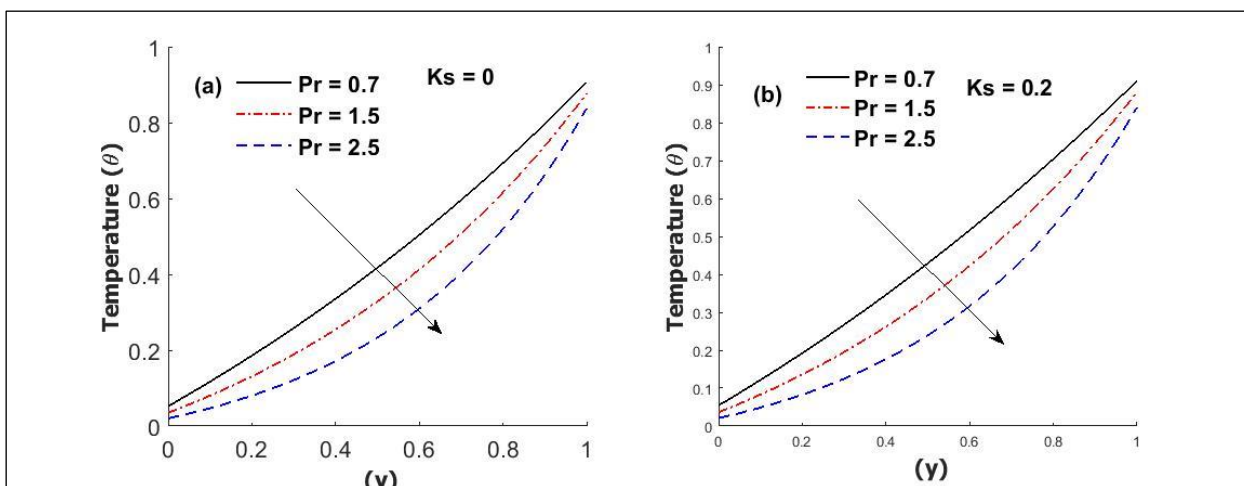 (a)
Pr = 0.7
Pr = 1.5
Pr = 2.5
Ks = 0
Temperature (θ)
1
0.8
0.6
0.4
0.2
0
0 0.2 0.4 0.6 0.8 1
(y)
(b)
Pr = 0.7
Pr = 1.5
Pr = 2.5
Ks = 0.2
Temperature (θ)
1
0.9
0.8
0.7
0.6
0.5
0.4
0.3
0.2
0.1
0
0 0.2 0.4 0.6 0.8 1
(y)